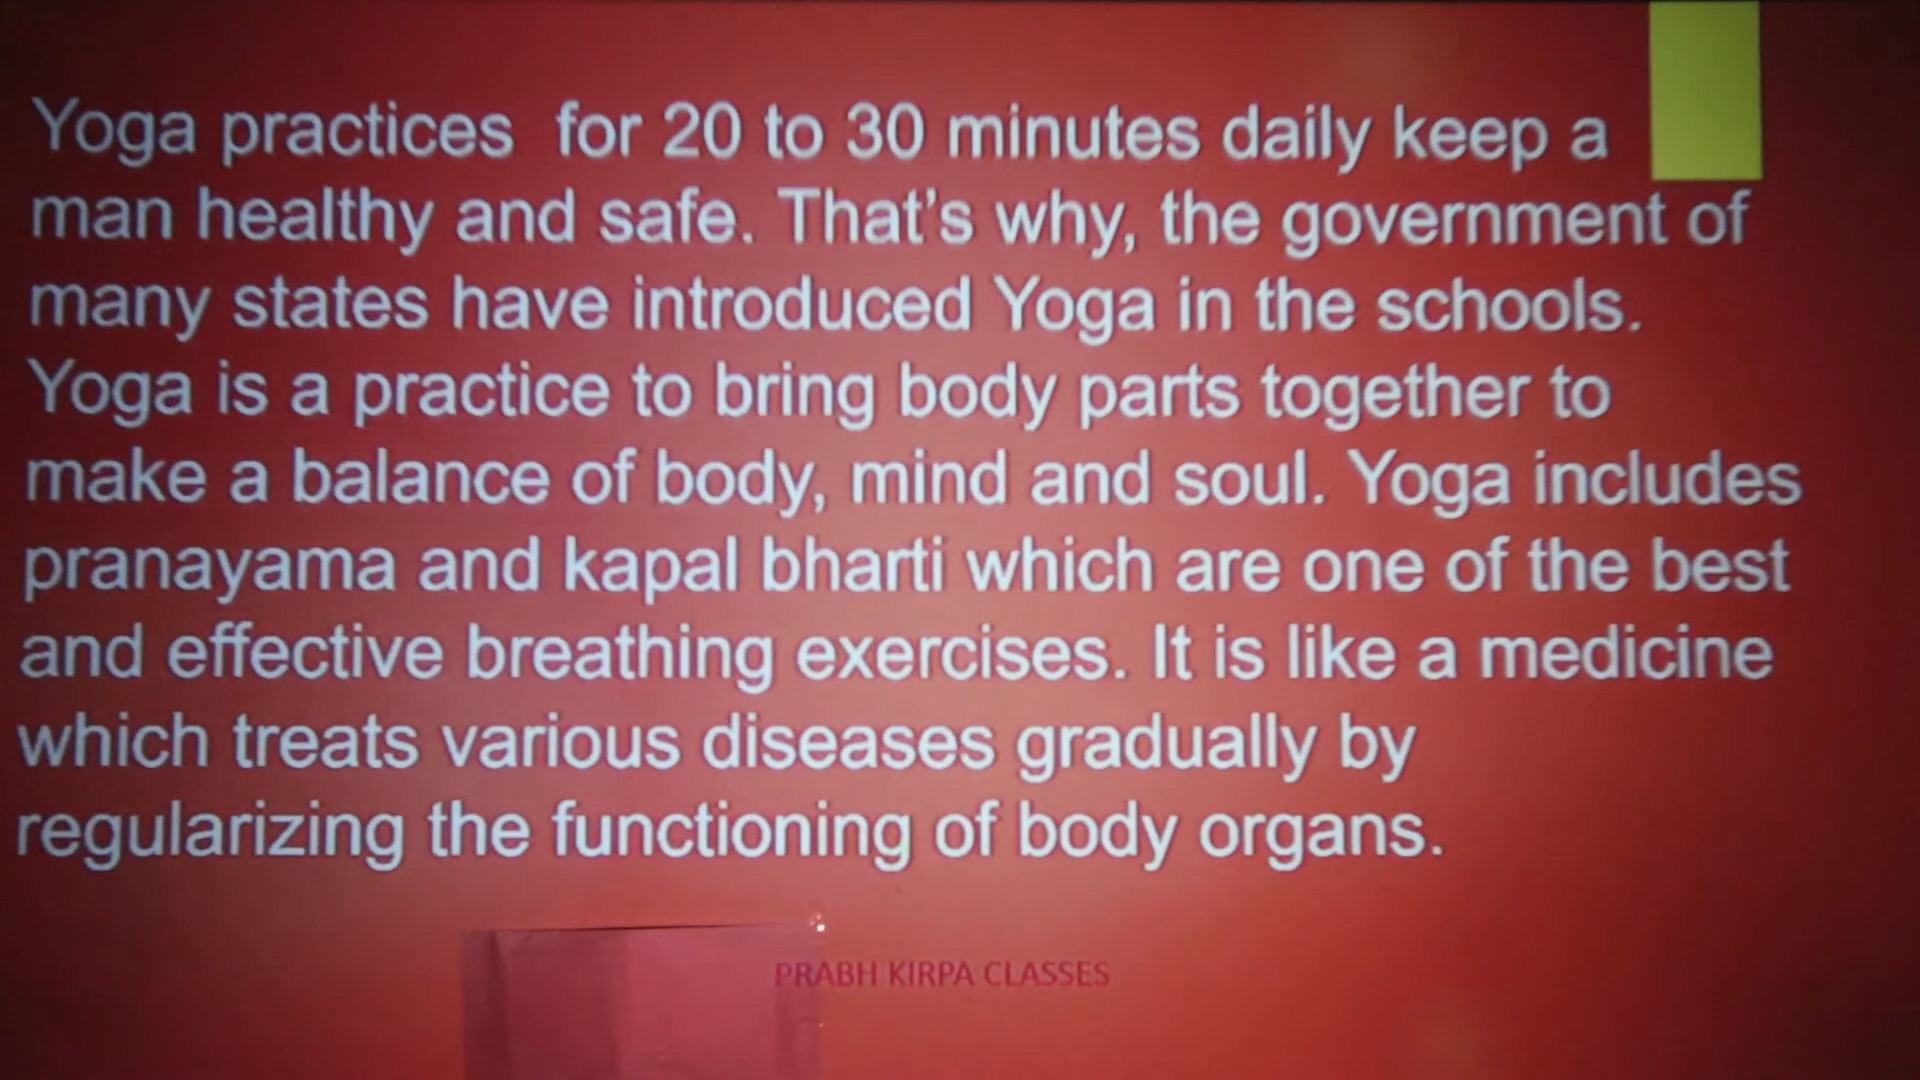 Yoga practices  for 20 to 30 minutes daily keep a
man healthy and safe. That’s why, the government of
many states have introduced Yoga in the schools.
Yoga is a practice to bring body parts together to
make a balance of body, mind and soul. Yoga includes
pranayama and kapal bharti which are one of the best
and effective breathing exercises. It is like a medicine
which treats various diseases gradually by
regularizing the functioning of body organs.
PRABH KIRPA CLASSES